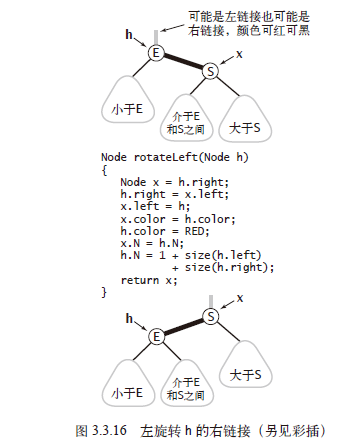 可能是左链接也可能是
右链接，颜色可红可黑
h
E
x
S
小于E
介于E
和S之间
大于S
Node rotateLeft(Node h)
{
Node x = h.right;
h.right = x.left;
x.left = h;
x.color = h.color;
h.color = RED;
x.N = h.N;
h.N = 1 + size(h.left)
+ size(h.right);
return x;
}
x
h
S
E
小于E
介于E
和S之间
大于S
图 3.3.16 左旋转 h 的右链接（另见彩插）